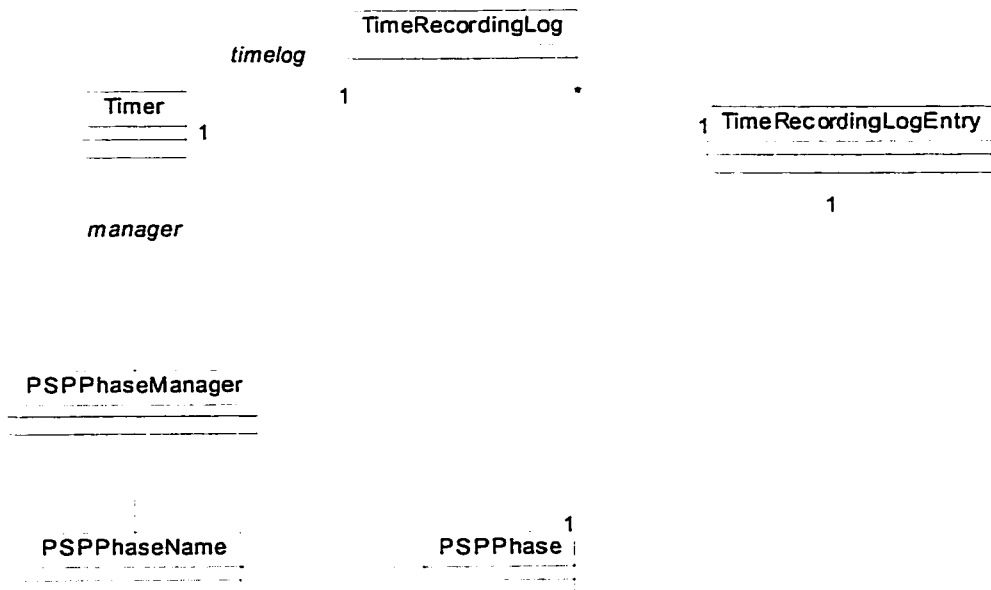 TimeRecordingLog
timelog
1
*
Timer
1
1 TimeRecordingLogEntry
1
manager
PSPPhaseManager
1
PSPPhaseName
PSPPhase